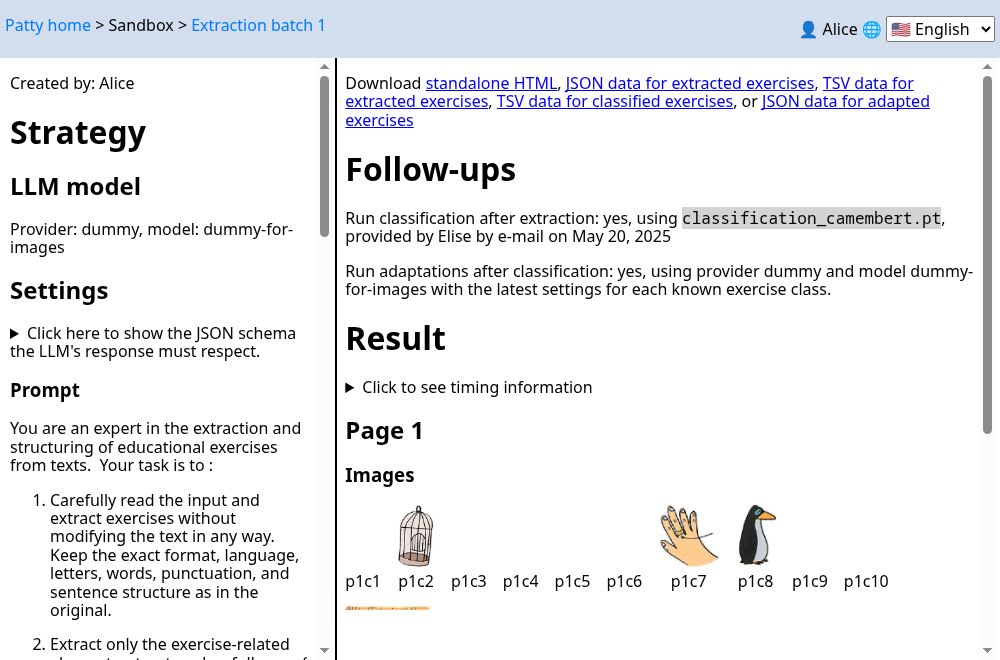 Patty home > Sandbox > Extraction batch 1
👤 Alice 🌐 🇺🇸 English
Created by: Alice
Strategy
LLM model
Provider: dummy, model: dummy-for-
images
Settings
▶ Click here to show the JSON schema
the LLM's response must respect.
Prompt
You are an expert in the extraction and
structuring of educational exercises
from texts.  Your task is to :
1. Carefully read the input and
extract exercises without
modifying the text in any way.
Keep the exact format, language,
letters, words, punctuation, and
sentence structure as in the
original.
2. Extract only the exercise-related
Download standalone HTML, JSON data for extracted exercises, TSV data for
extracted exercises, TSV data for classified exercises, or JSON data for adapted
exercises
Follow-ups
Run classification after extraction: yes, using classification_camembert.pt,
provided by Elise by e-mail on May 20, 2025
Run adaptations after classification: yes, using provider dummy and model dummy-
for-images with the latest settings for each known exercise class.
Result
▶ Click to see timing information
Page 1
Images
p1c1 p1c2 p1c3 p1c4 p1c5 p1c6 p1c7 p1c8 p1c9 p1c10